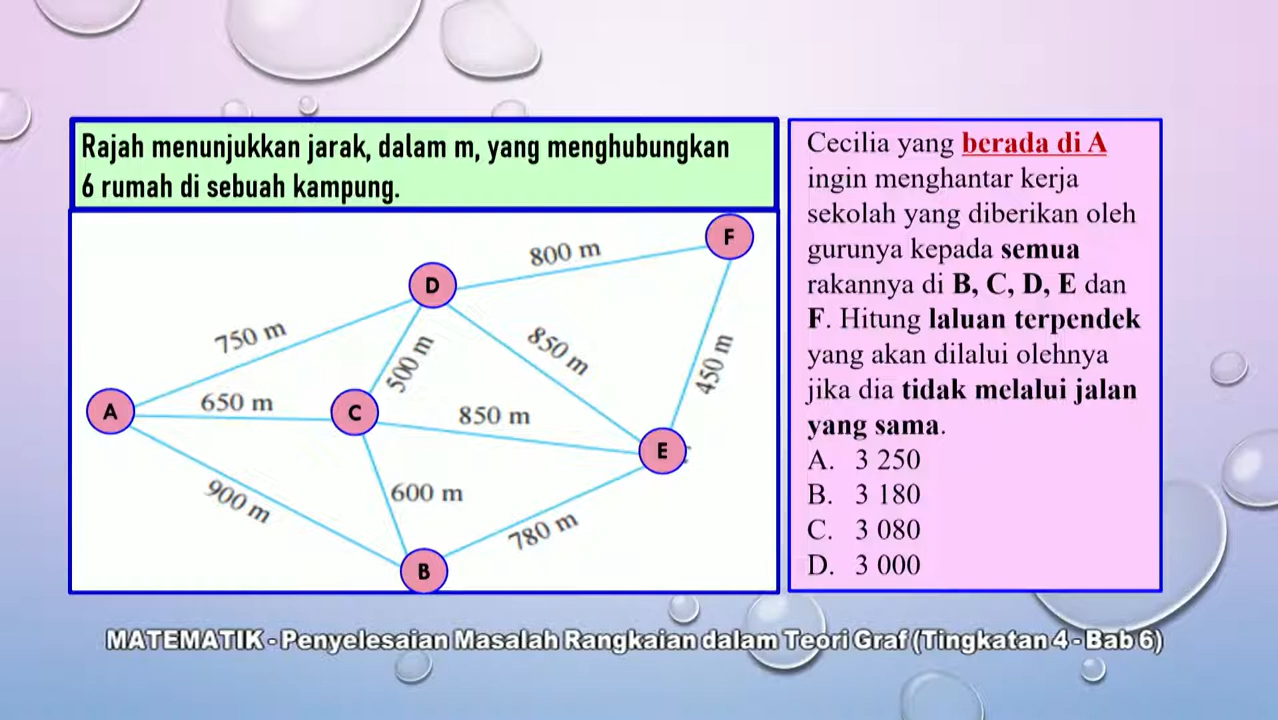 Rajah menunjukkan jarak, dalam m, yang menghubungkan
6 rumah di sebuah kampung.
F
800 m
D
750 m
850 m
500 m
450 m
A
650 m
C
850 m
E
900 m
600 m
780 m
B
Cecilia yang berada di A
ingin menghantar kerja
sekolah yang diberikan oleh
gurunya kepada semua
rakannya di B, C, D, E dan
F. Hitung laluan terpendek
yang akan dilalui olehnya
jika dia tidak melalui jalan
yang sama.
A. 3 250
B. 3 180
C. 3 080
D. 3 000
MATEMATIK - Penyelesaian Masalah Rangkaian dalam Teori Graf (Tingkatan 4 - Bab 6)